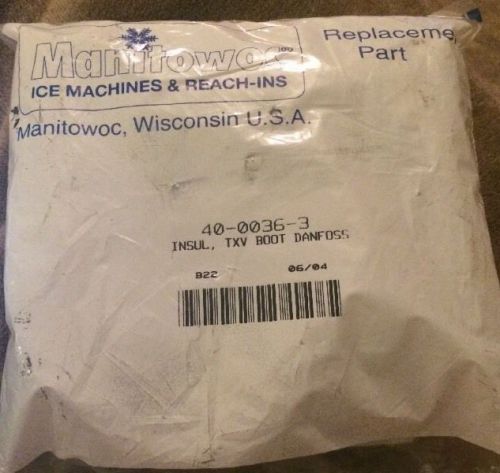 Manitowoc
ICE MACHINES & REACH-INS
Manitowoc, Wisconsin U.S.A.
Replaceme
Part
40-0036-3
INSUL, TXV BOOT DANFOSS
B22 06/04